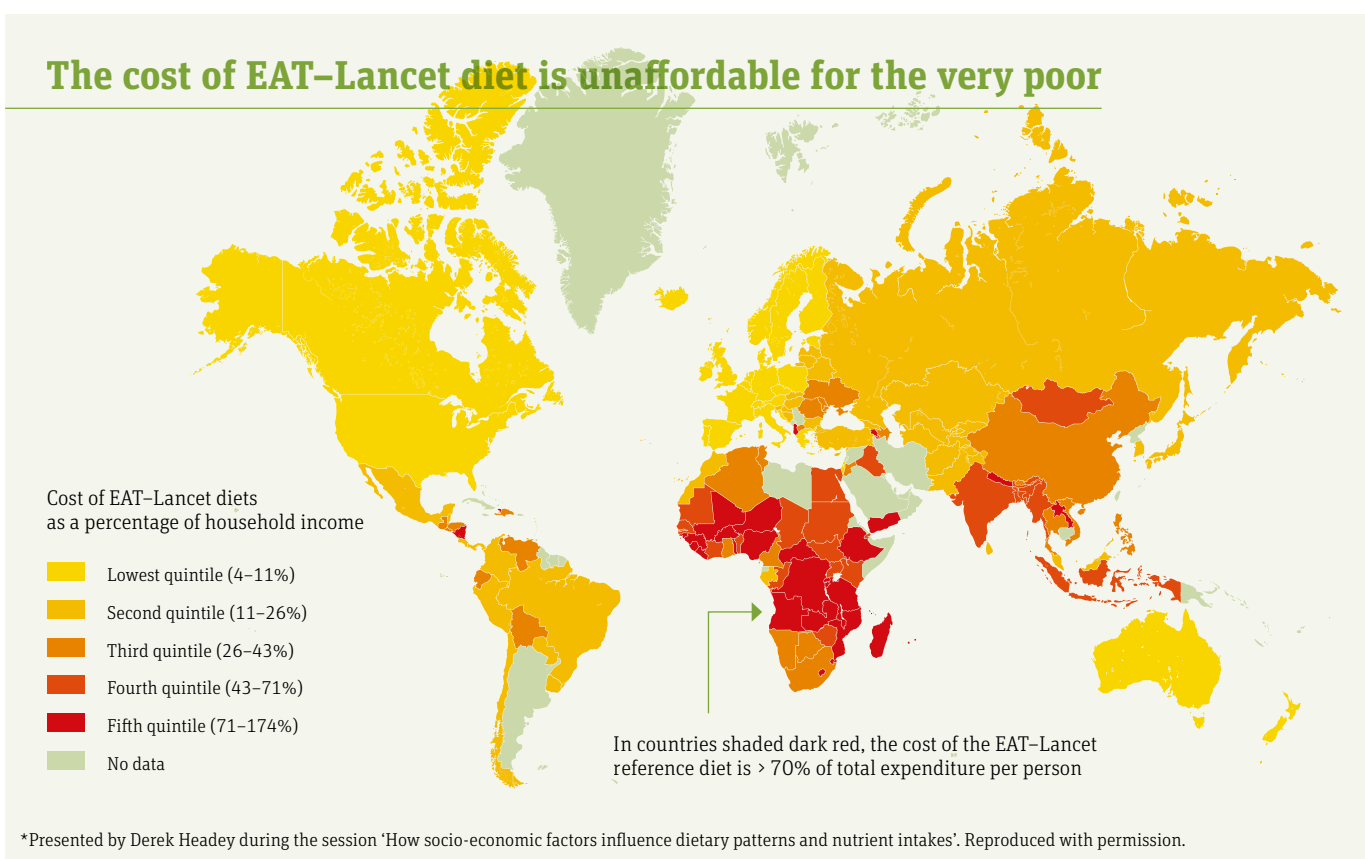 The cost of EAT–Lancet diet is unaffordable for the very poor
Cost of EAT–Lancet diets
as a percentage of household income
Lowest quintile (4–11%)
Second quintile (11–26%)
Third quintile (26–43%)
Fourth quintile (43–71%)
Fifth quintile (71–174%)
No data
In countries shaded dark red, the cost of the EAT–Lancet
reference diet is > 70% of total expenditure per person
*Presented by Derek Headey during the session ‘How socio-economic factors influence dietary patterns and nutrient intakes’. Reproduced with permission.